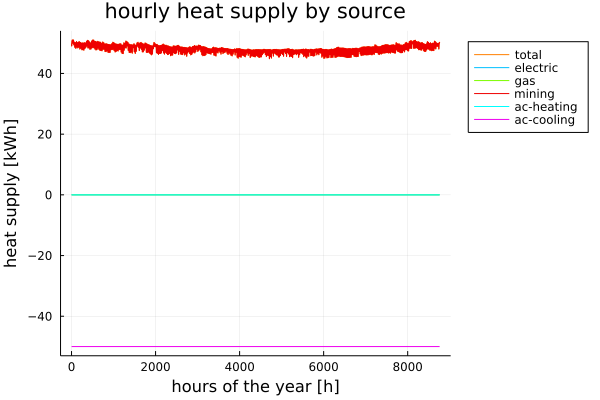 hourly heat supply by source
heat supply [kWh]
40
20
0
−20
−40
0 2000 4000 6000 8000
hours of the year [h]
total
electric
gas
mining
ac-heating
ac-cooling